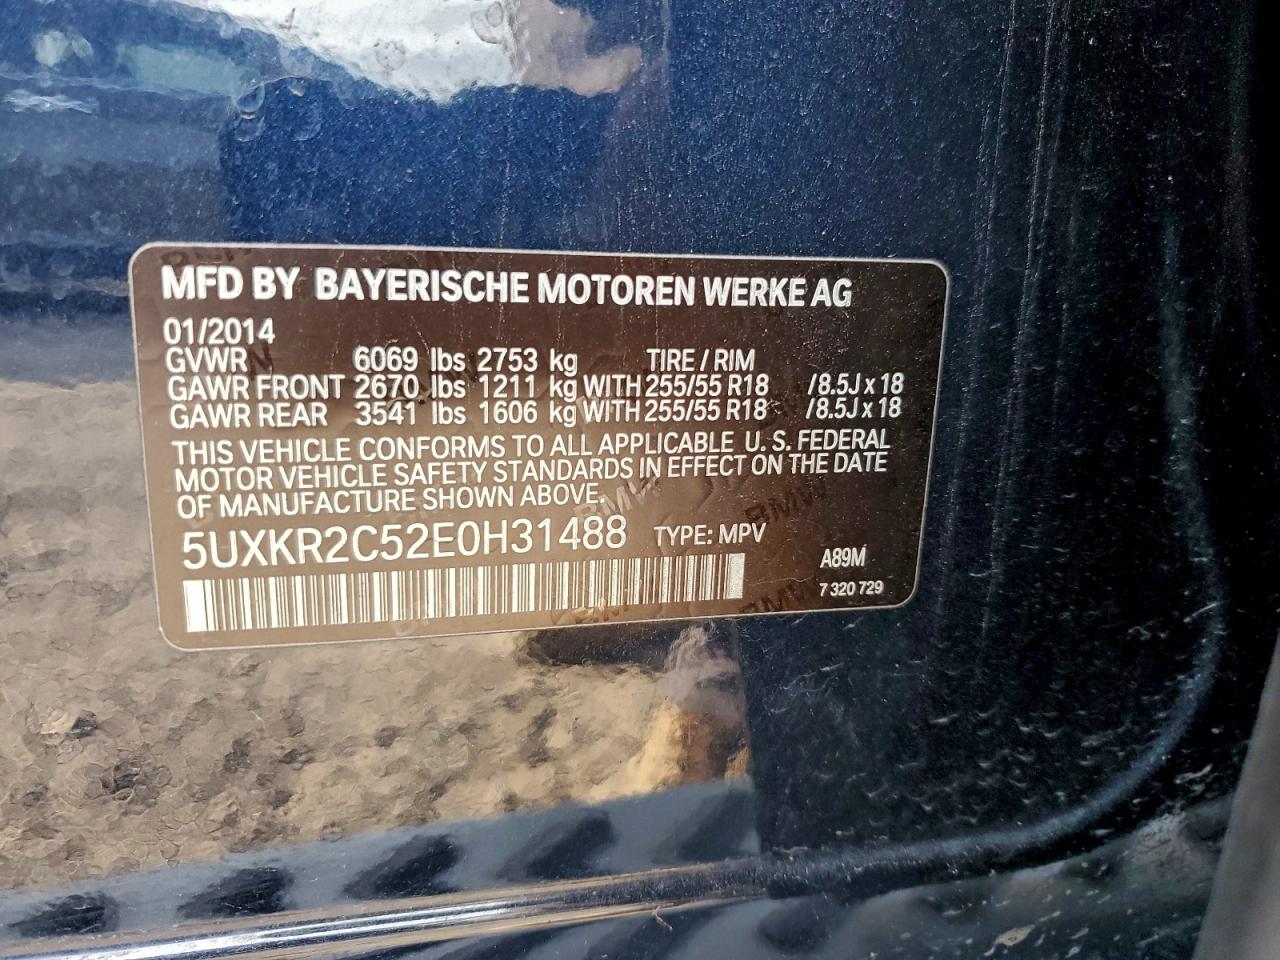 MFD BY BAYERISCHE MOTOREN WERKE AG
01/2014
GVWR 6069 lbs 2753 kg TIRE / RIM
GAWR FRONT 2670 lbs 1211 kg WITH 255/55 R18 /8.5J x 18
GAWR REAR 3541 lbs 1606 kg WITH 255/55 R18 /8.5J x 18
THIS VEHICLE CONFORMS TO ALL APPLICABLE U.S. FEDERAL
MOTOR VEHICLE SAFETY STANDARDS IN EFFECT ON THE DATE
OF MANUFACTURE SHOWN ABOVE.
5UXKR2C52E0H31488 TYPE: MPV
A89M
7 320 729